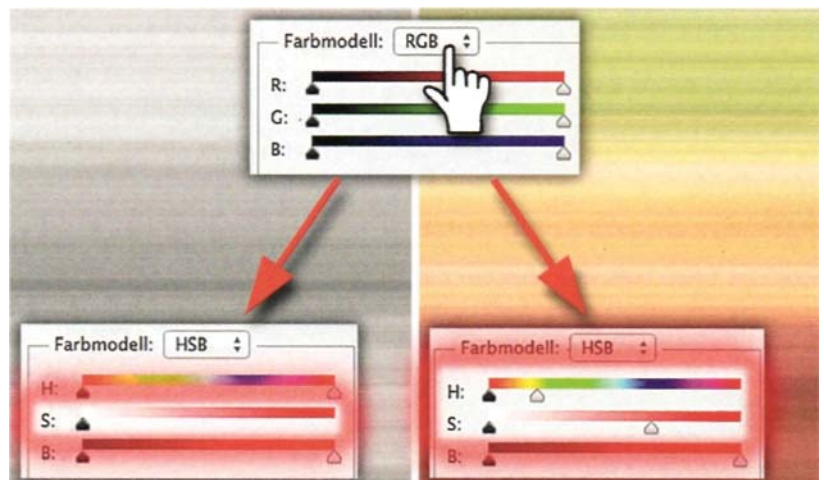 Farbmodell: RGB
R:
G:
B:
Farbmodell: HSB
H:
S:
B:
Farbmodell: HSB
H:
S:
B: